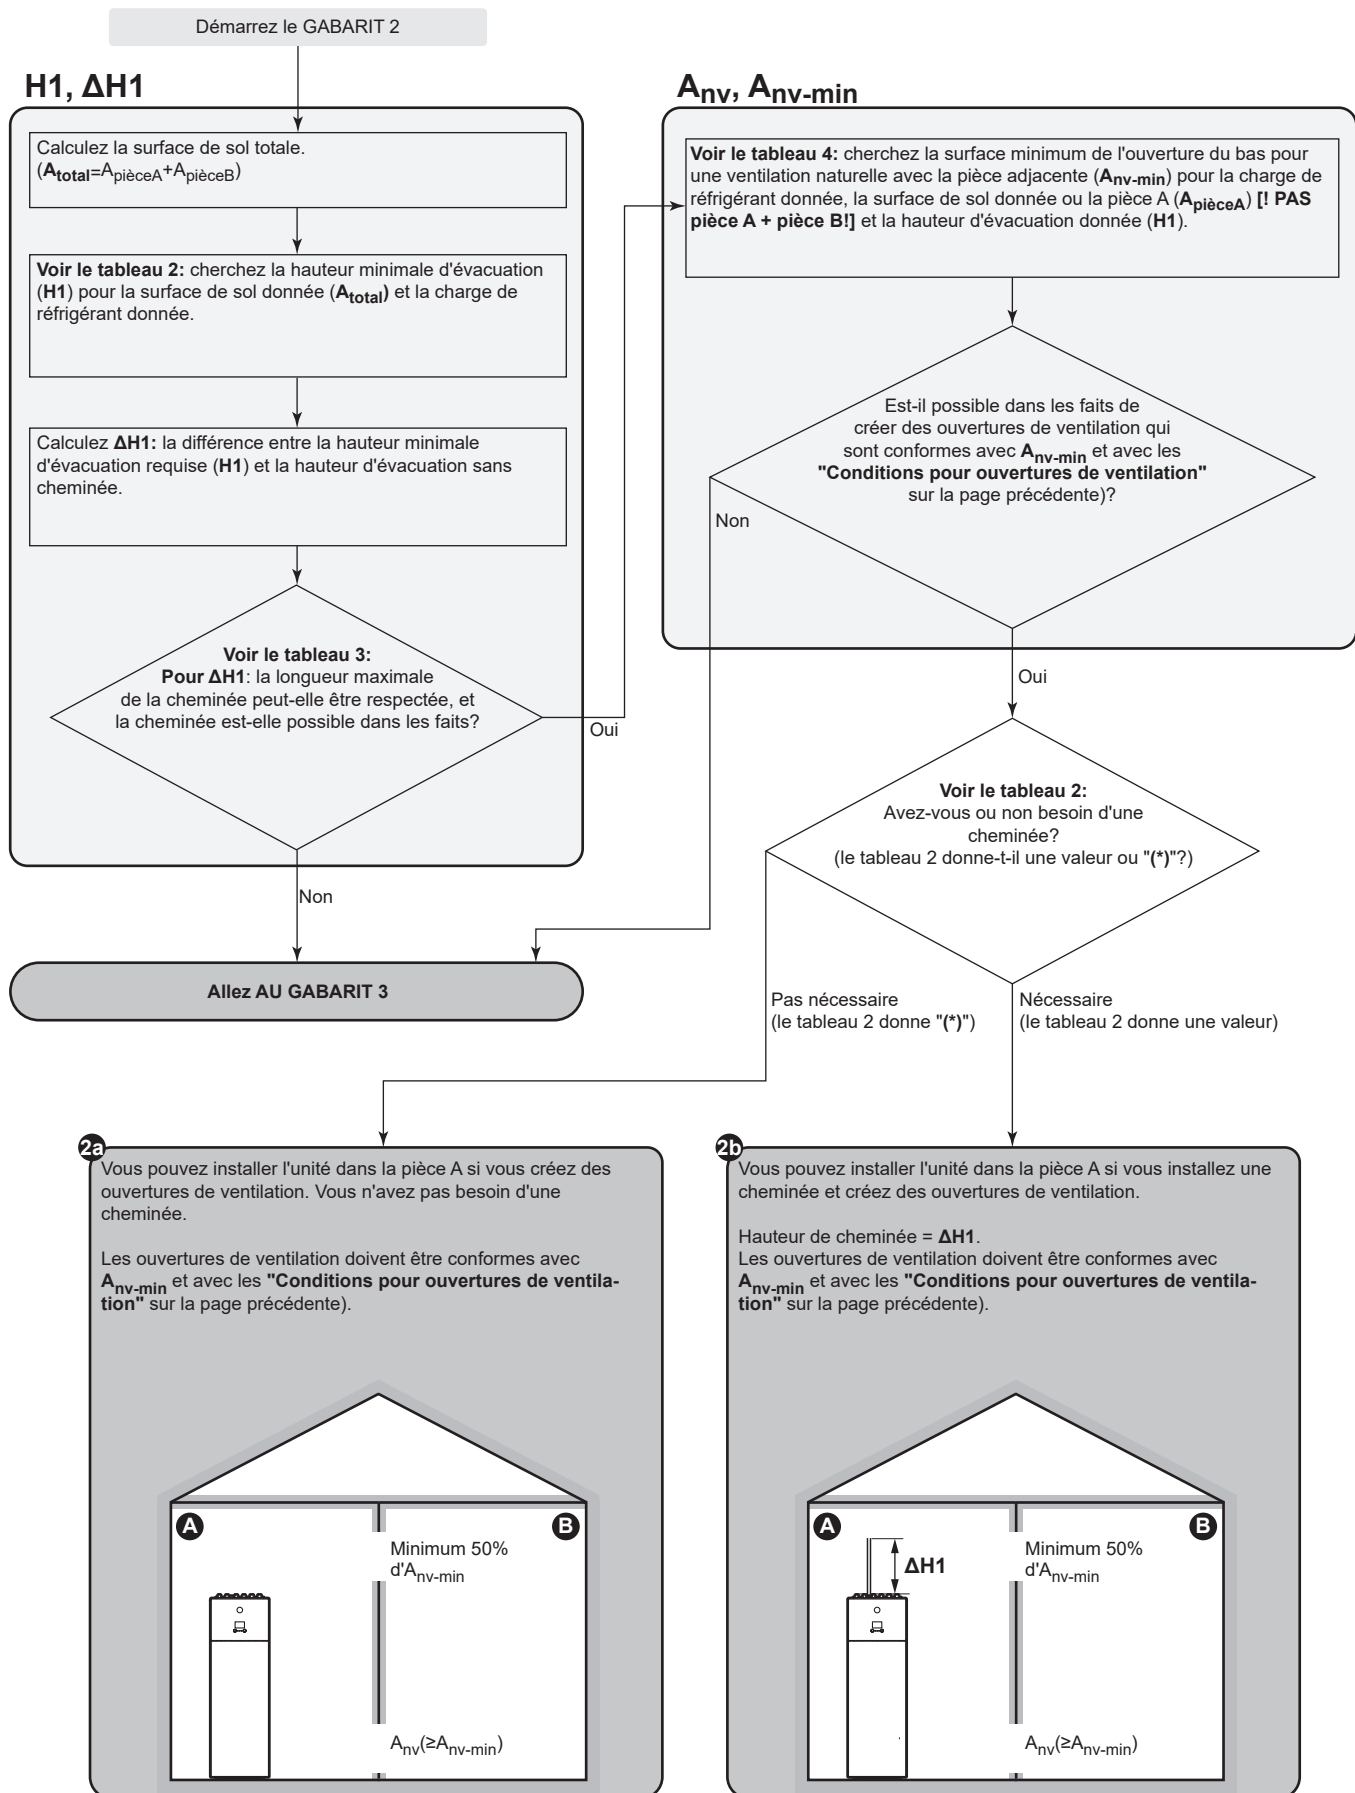 Démarrez le GABARIT 2
H1, ΔH1
Calculez la surface de sol totale.
(Atotal=ApièceA+ApièceB)
Voir le tableau 2: cherchez la hauteur minimale d'évacuation
(H1) pour la surface de sol donnée (Atotal) et la charge de
réfrigérant donnée.
Calculez ΔH1: la différence entre la hauteur minimale
d'évacuation requise (H1) et la hauteur d'évacuation sans
cheminée.
Voir le tableau 3:
Pour ΔH1: la longueur maximale
de la cheminée peut-elle être respectée, et
la cheminée est-elle possible dans les faits?
Oui
Non
Allez AU GABARIT 3
Anv, Anv-min
Voir le tableau 4: cherchez la surface minimum de l'ouverture du bas pour
une ventilation naturelle avec la pièce adjacente (Anv-min) pour la charge de
réfrigérant donnée, la surface de sol donnée ou la pièce A (ApièceA) [! PAS
pièce A + pièce B!] et la hauteur d'évacuation donnée (H1).
Est-il possible dans les faits de
créer des ouvertures de ventilation qui
sont conformes avec Anv-min et avec les
"Conditions pour ouvertures de ventilation"
sur la page précédente)?
Non
Oui
Voir le tableau 2:
Avez-vous ou non besoin d'une
cheminée?
(le tableau 2 donne-t-il une valeur ou "(*)"?)
Pas nécessaire
(le tableau 2 donne "(*)")
Nécessaire
(le tableau 2 donne une valeur)
2a
Vous pouvez installer l'unité dans la pièce A si vous créez des
ouvertures de ventilation. Vous n'avez pas besoin d'une
cheminée.
Les ouvertures de ventilation doivent être conformes avec
Anv-min et avec les "Conditions pour ouvertures de ventila-
tion" sur la page précédente).
A
B
Minimum 50%
d'Anv-min
Anv(≥Anv-min)
2b
Vous pouvez installer l'unité dans la pièce A si vous installez une
cheminée et créez des ouvertures de ventilation.
Hauteur de cheminée = ΔH1.
Les ouvertures de ventilation doivent être conformes avec
Anv-min et avec les "Conditions pour ouvertures de ventila-
tion" sur la page précédente).
A
B
ΔH1
Minimum 50%
d'Anv-min
Anv(≥Anv-min)